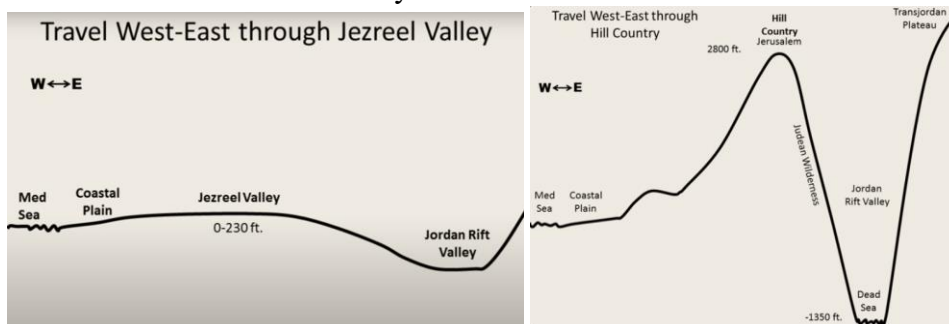 Travel West-East through Jezreel Valley
W↔E
Med
Sea
Coastal
Plain
Jezreel Valley
0-230 ft.
Jordan Rift
Valley
Travel West-East through
Hill Country
W↔E
2800 ft.
Hill
Country
Jerusalem
Transjordan
Plateau
Med
Sea
Coastal
Plain
Judean Wilderness
Jordan
Rift Valley
Dead
Sea
-1350 ft.